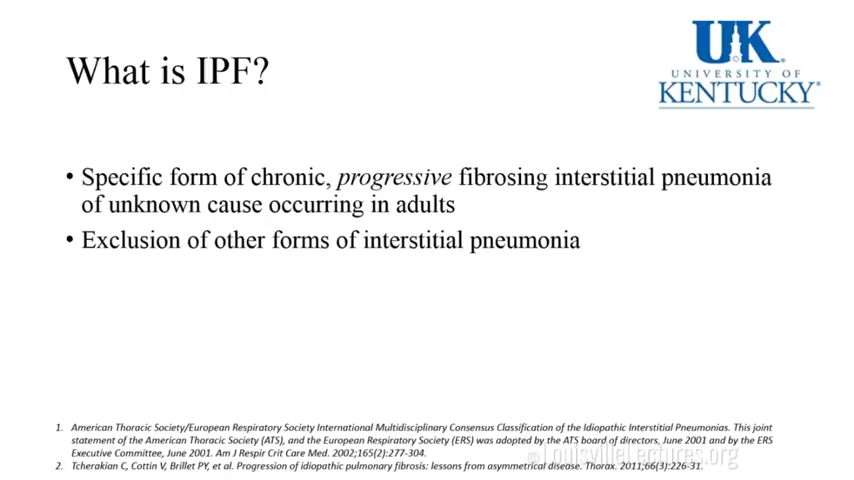 What is IPF?
UK
UNIVERSITY OF
KENTUCKY®
• Specific form of chronic, progressive fibrosing interstitial pneumonia
of unknown cause occurring in adults
• Exclusion of other forms of interstitial pneumonia
1. American Thoracic Society/European Respiratory Society International Multidisciplinary Consensus Classification of the Idiopathic Interstitial Pneumonias. This joint
statement of the American Thoracic Society (ATS), and the European Respiratory Society (ERS) was adopted by the ATS board of directors, June 2001 and by the ERS
Executive Committee, June 2001. Am J Respir Crit Care Med. 2002;165(2):277-304.
©LouisvilleLectures.org
2. Tcherakian C, Cottin V, Brillet PY, et al. Progression of idiopathic pulmonary fibrosis: lessons from asymmetrical disease. Thorax. 2011;66(3):226-31.